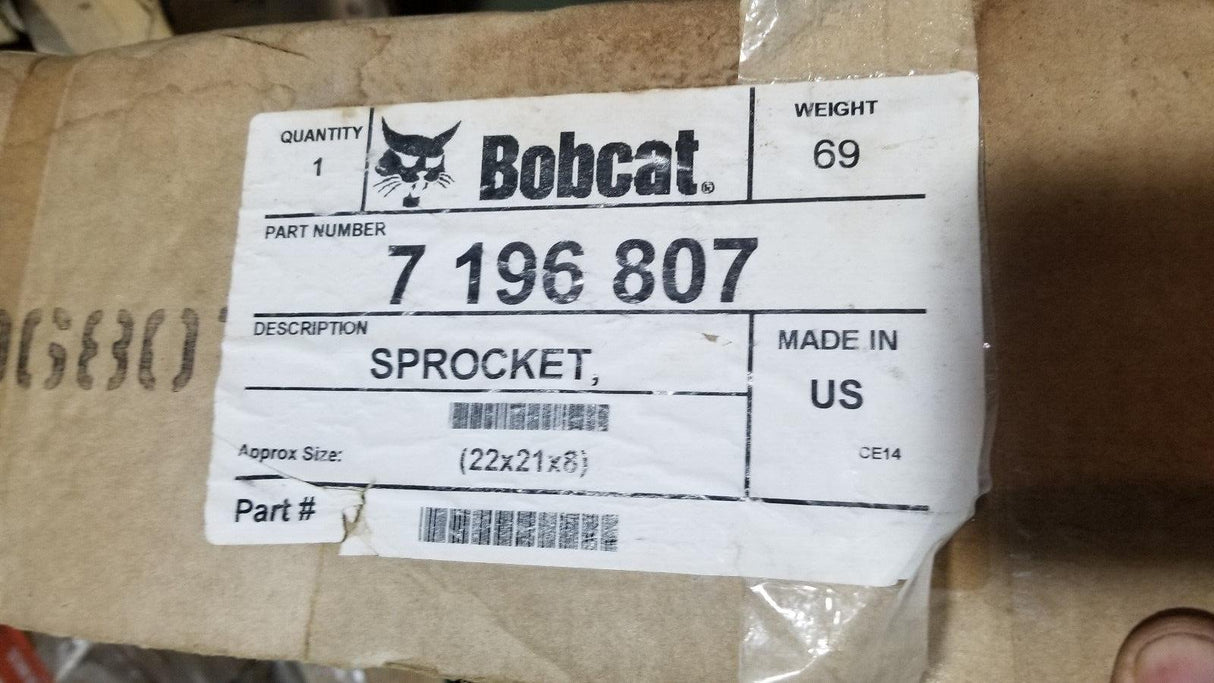 QUANTITY
1
Bobcat®
WEIGHT
69
PART NUMBER
7 196 807
DESCRIPTION
SPROCKET,
MADE IN
US
CE14
Approx Size:
(22x21x8)
Part #
6807